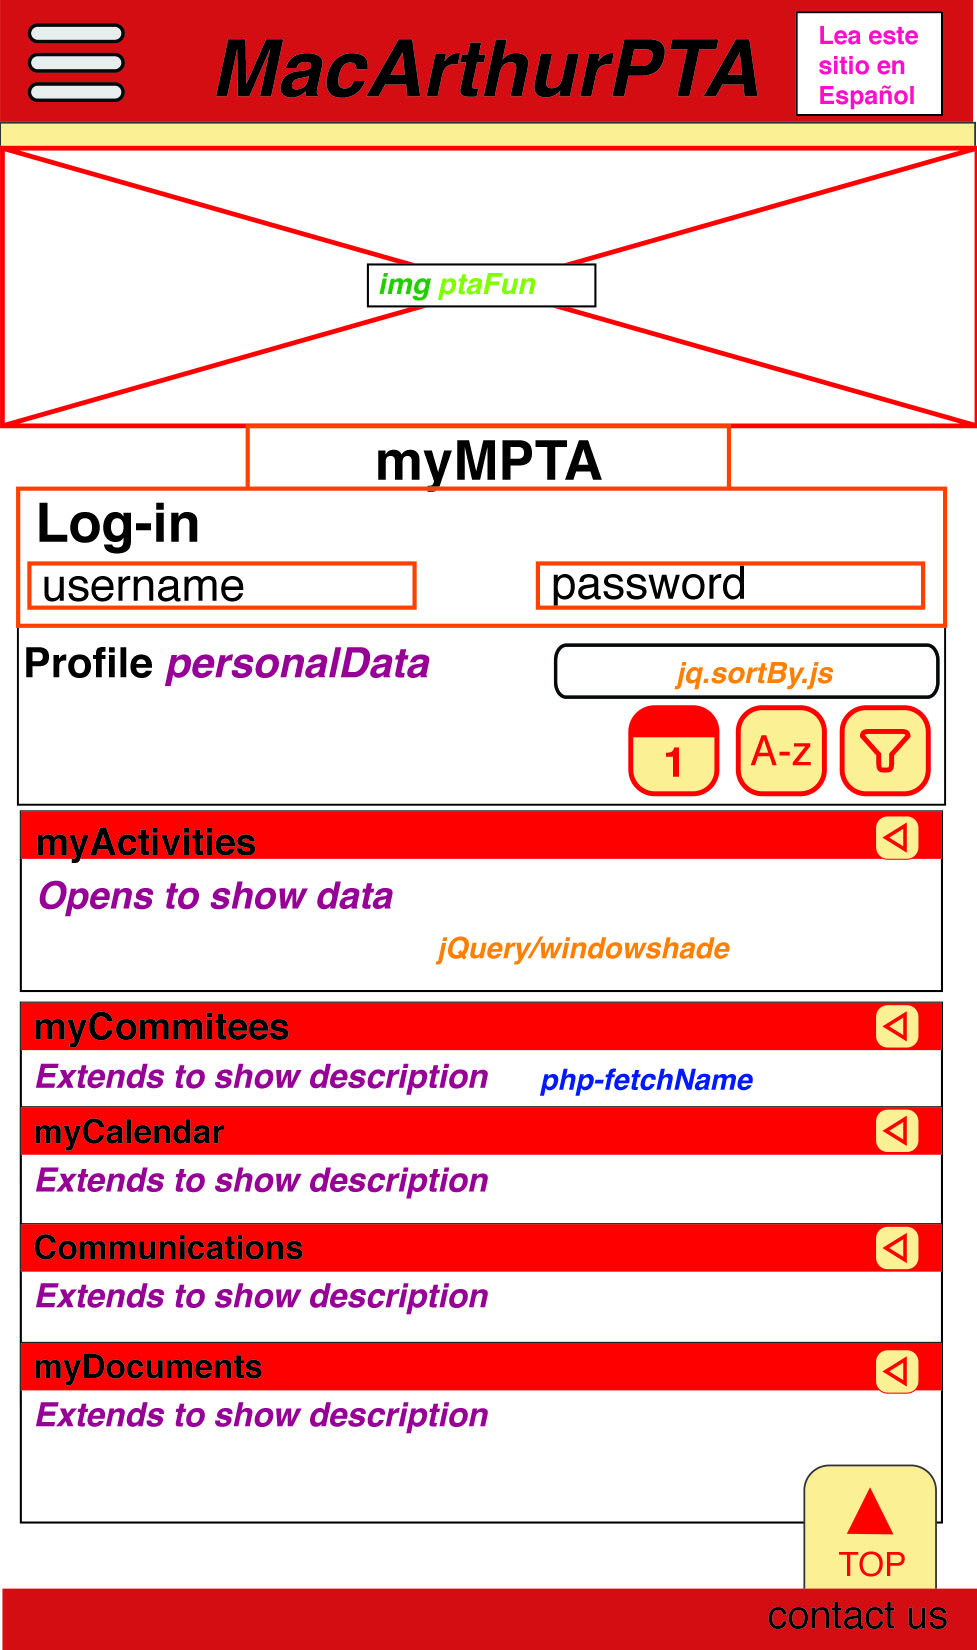 MacArthurPTA
Lea este
sitio en
Español
img ptaFun
myMPTA
Log-in
username
password
Profile personalData
jq.sortBy.js
1
A-z
myActivities
Opens to show data
jQuery/windowshade
myCommitees
Extends to show description
php-fetchName
myCalendar
Extends to show description
Communications
Extends to show description
myDocuments
Extends to show description
TOP
contact us